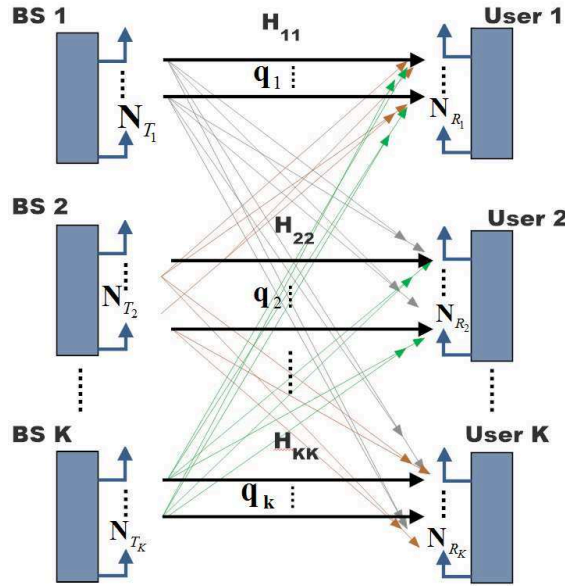 BS 1
H11
User 1
q1
NT1
NR1
BS 2
H22
User 2
q2
NT2
NR2
BS K
HKK
User K
qk
NTK
NRK